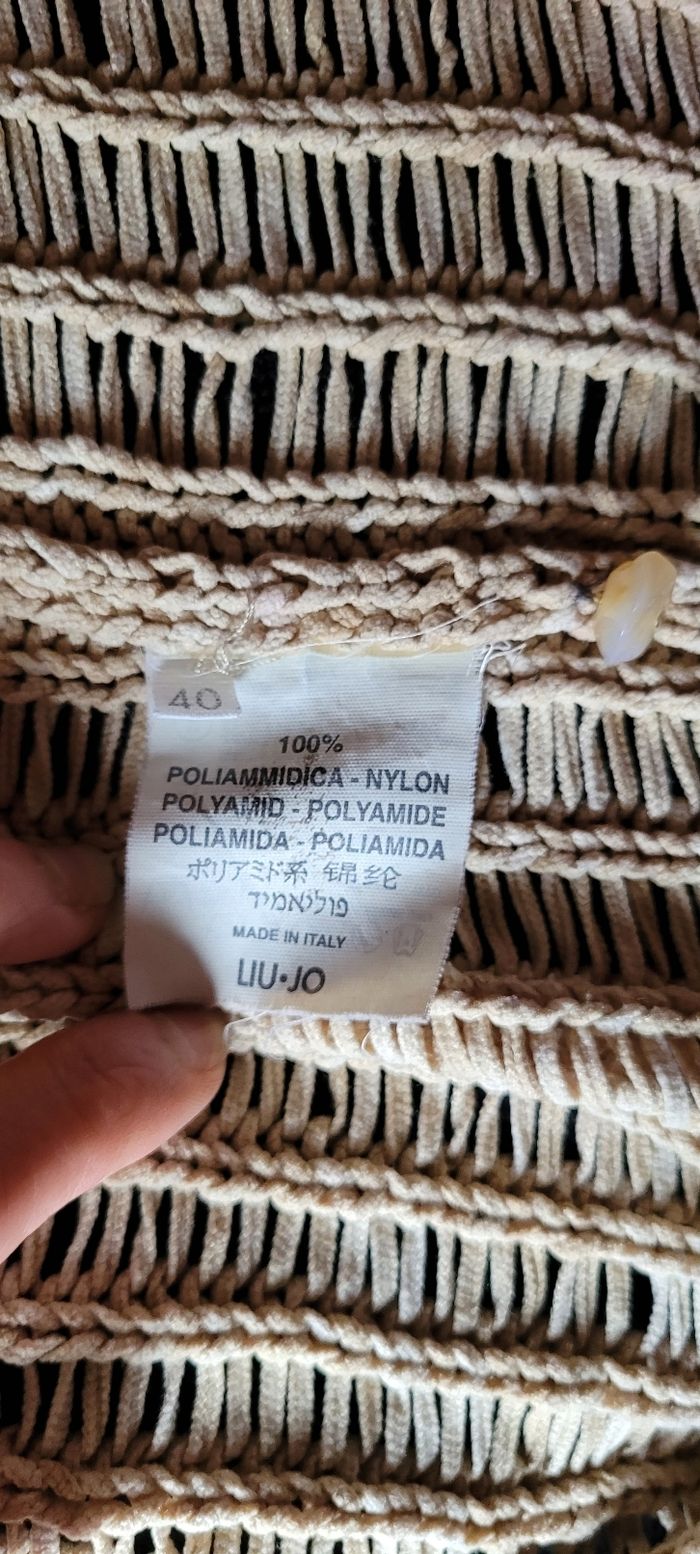 40
100%
POLIAMMIDICA - NYLON
POLYAMID - POLYAMIDE
POLIAMIDA - POLIAMIDA
ポリアミド系 锦纶
פוליאמיד
MADE IN ITALY
LIU•JO